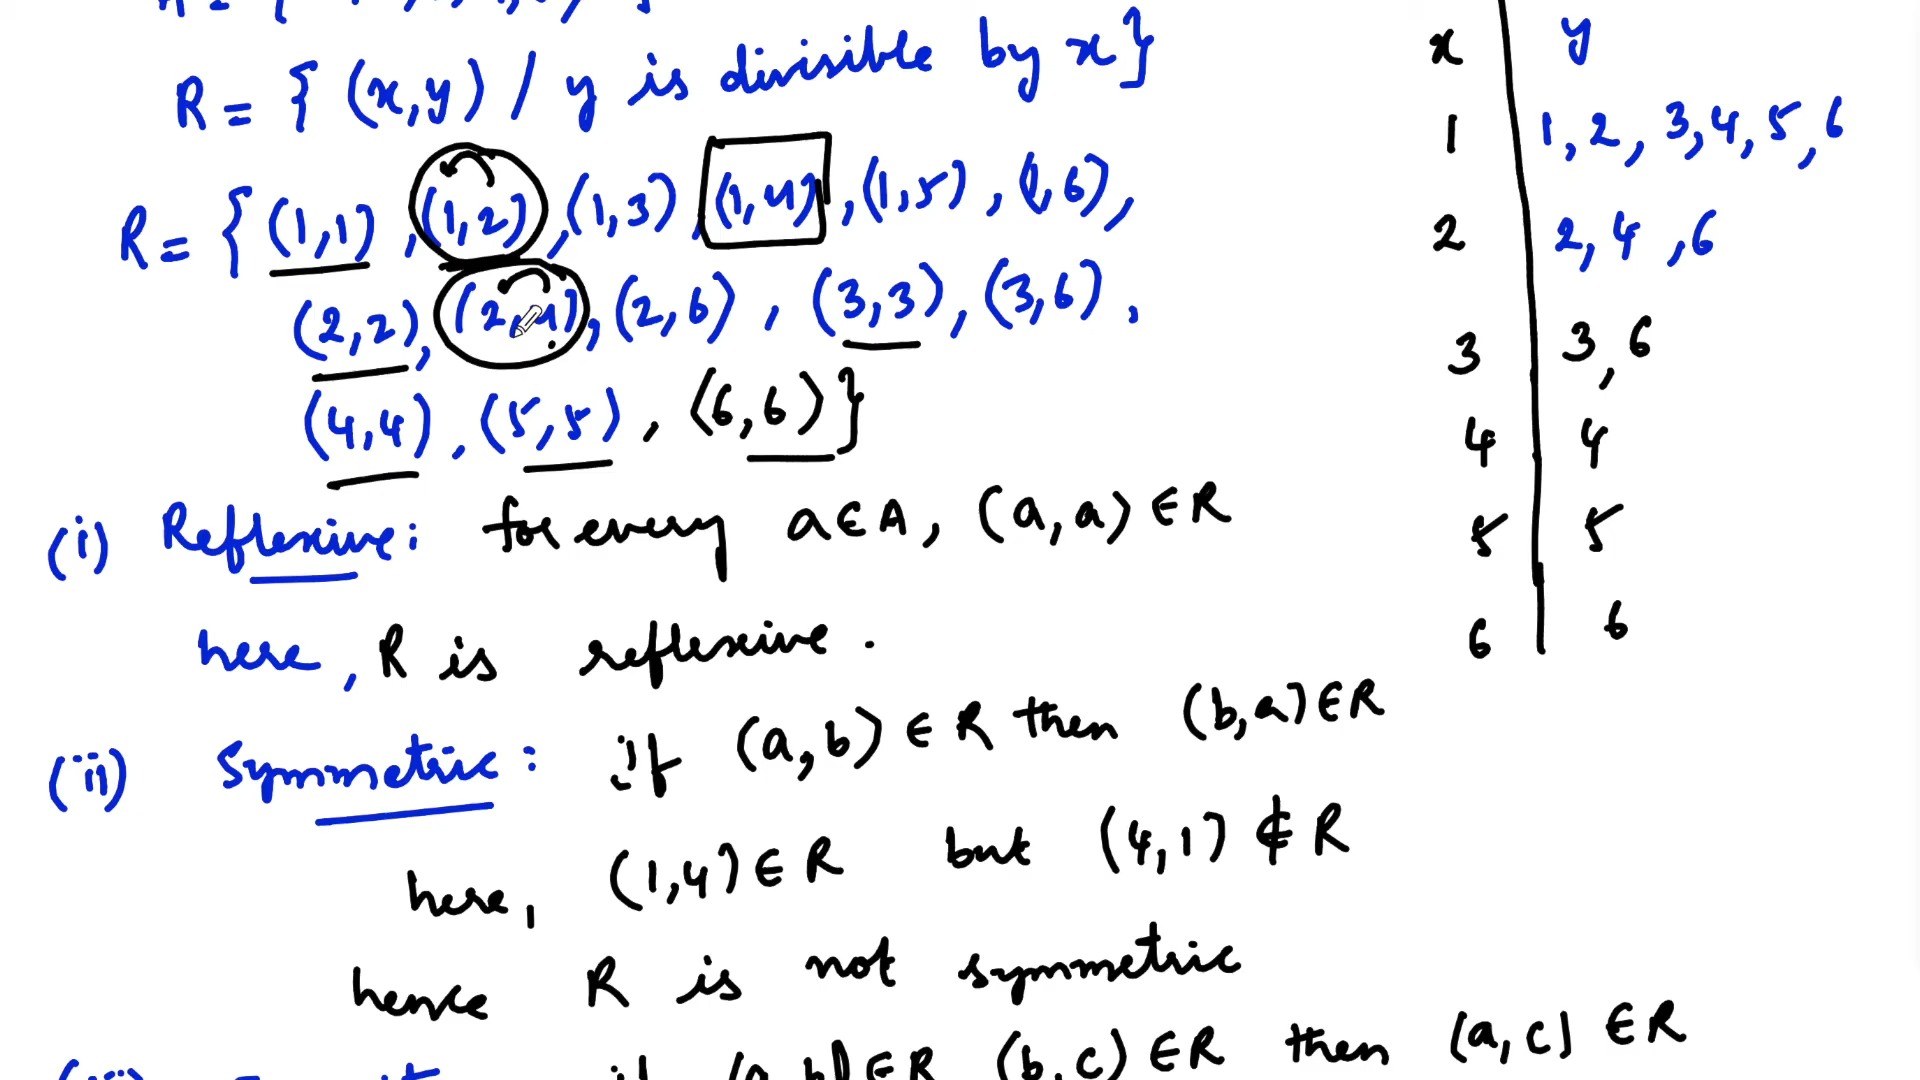 R = { (x,y) / y is divisible by x}
R = { (1,1), (1,2), (1,3), (1,4), (1,5), (1,6),
(2,2), (2,4), (2,6), (3,3), (3,6),
(4,4), (5,5), (6,6) }
x y
1 1, 2, 3, 4, 5, 6
2 2, 4, 6
3 3, 6
4 4
5 5
6 6
(i) Reflexive: for every a∈A, (a,a) ∈R
here, R is reflexive.
(ii) Symmetric: if (a,b) ∈ R then (b,a)∈R
here, (1,4)∈R but (4,1) ∉ R
hence R is not symmetric
if (a,b)∈R (b,c) ∈R then (a,c) ∈R